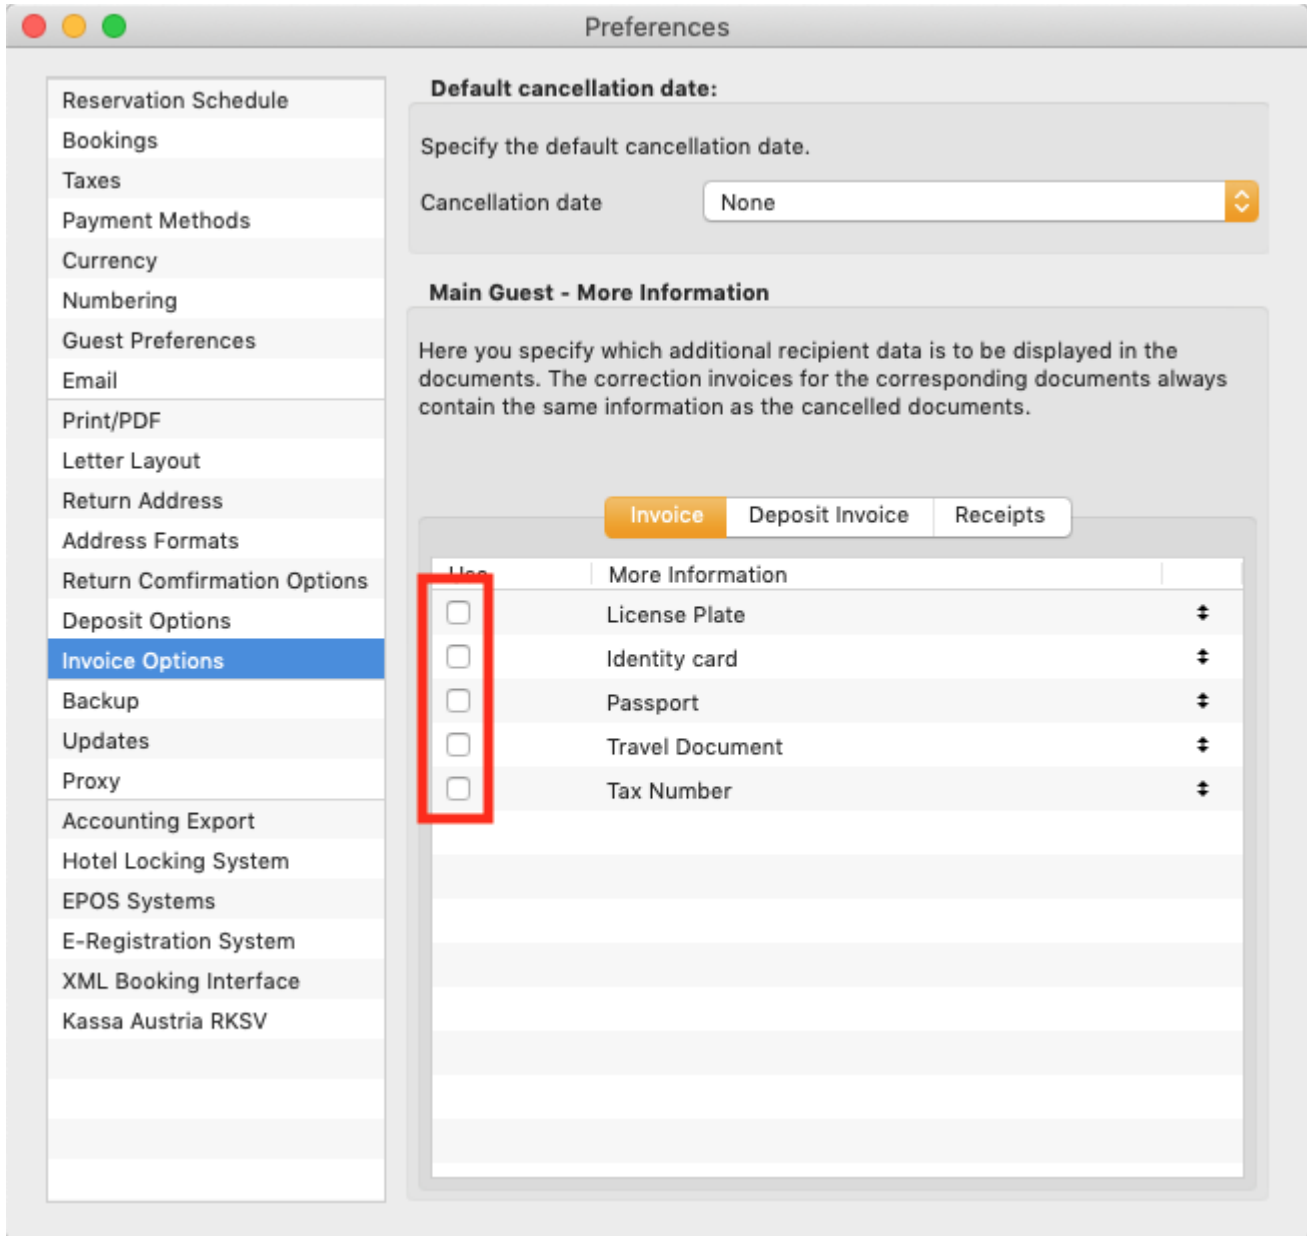 Preferences
Reservation Schedule
Bookings
Taxes
Payment Methods
Currency
Numbering
Guest Preferences
Email
Print/PDF
Letter Layout
Return Address
Address Formats
Return Comfirmation Options
Deposit Options
Invoice Options
Backup
Updates
Proxy
Accounting Export
Hotel Locking System
EPOS Systems
E-Registration System
XML Booking Interface
Kassa Austria RKSV
Default cancellation date:
Specify the default cancellation date.
Cancellation date None
Main Guest - More Information
Here you specify which additional recipient data is to be displayed in the
documents. The correction invoices for the corresponding documents always
contain the same information as the cancelled documents.
Invoice Deposit Invoice Receipts
More Information
License Plate
Identity card
Passport
Travel Document
Tax Number